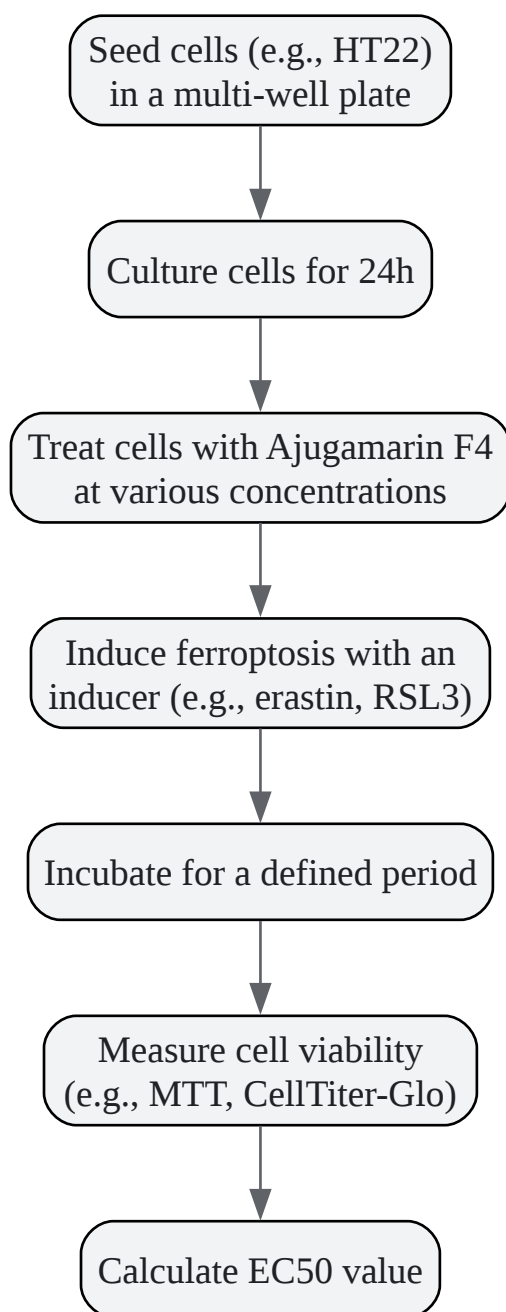 Seed cells (e.g., HT22)
in a multi-well plate
Culture cells for 24h
Treat cells with Ajugamarin F4
at various concentrations
Induce ferroptosis with an
inducer (e.g., erastin, RSL3)
Incubate for a defined period
Measure cell viability
(e.g., MTT, CellTiter-Glo)
Calculate EC50 value